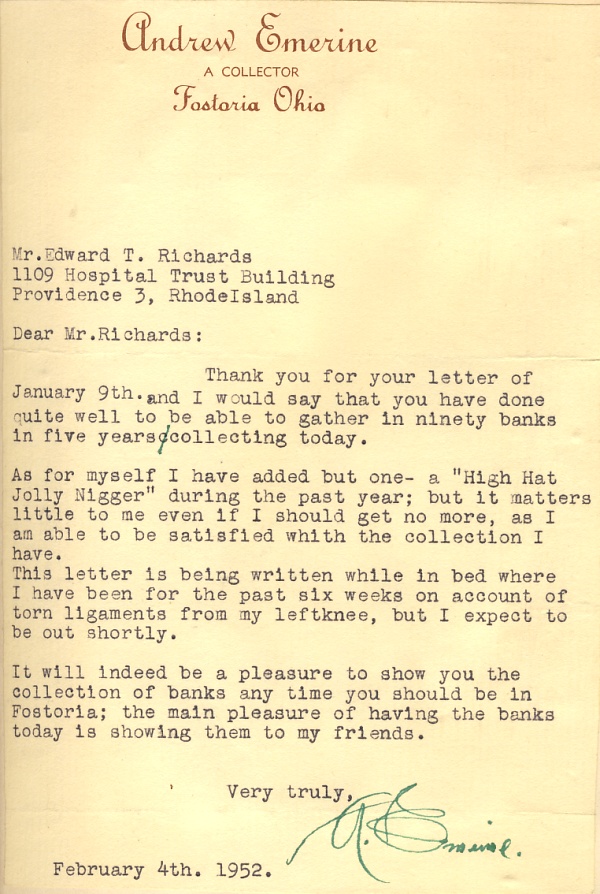 Andrew Emerine
A COLLECTOR
Fostoria Ohio
Mr.Edward T. Richards
1109 Hospital Trust Building
Providence 3, RhodeIsland
Dear Mr.Richards:
Thank you for your letter of
January 9th.and I would say that you have done
quite well to be able to gather in ninety banks
in five years collecting today.
As for myself I have added but one- a "High Hat
Jolly Nigger" during the past year; but it matters
little to me even if I should get no more, as I
am able to be satisfied whith the collection I
have.
This letter is being written while in bed where
I have been for the past six weeks on account of
torn ligaments from my leftknee, but I expect to
be out shortly.
It will indeed be a pleasure to show you the
collection of banks any time you should be in
Fostoria; the main pleasure of having the banks
today is showing them to my friends.
Very truly,
A. Emerine.
February 4th. 1952.